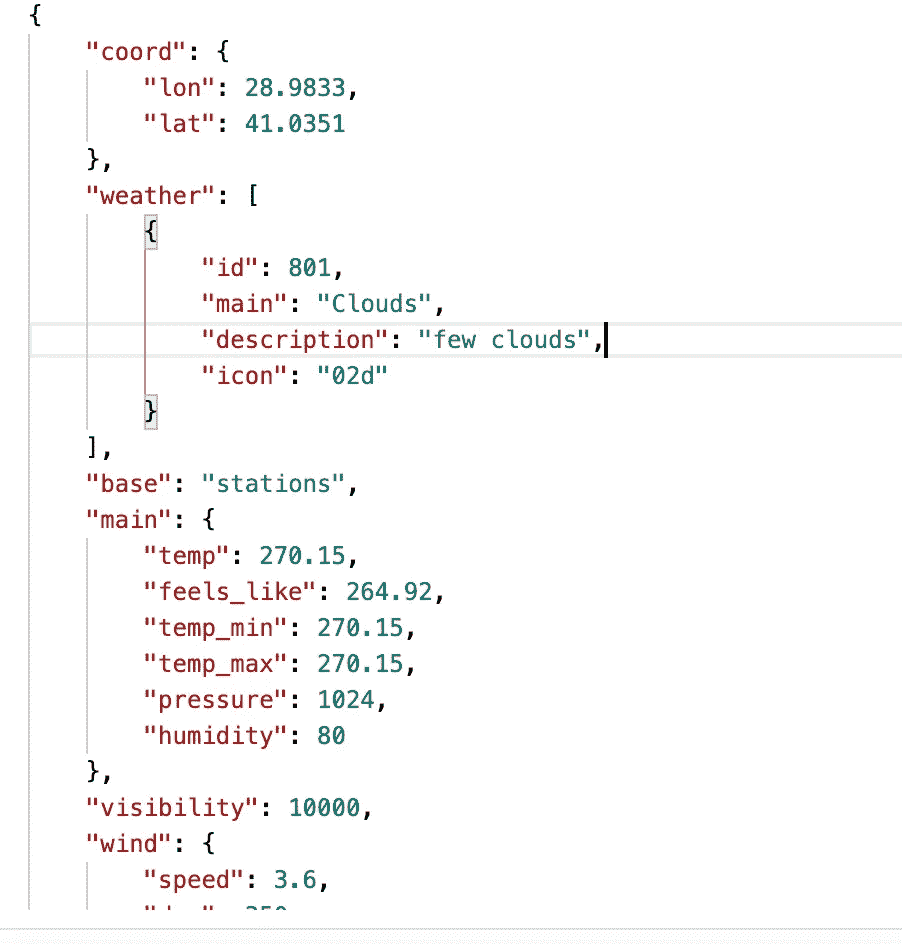 {
    "coord": {
        "lon": 28.9833,
        "lat": 41.0351
    },
    "weather": [
        {
            "id": 801,
            "main": "Clouds",
            "description": "few clouds",
            "icon": "02d"
        }
    ],
    "base": "stations",
    "main": {
        "temp": 270.15,
        "feels_like": 264.92,
        "temp_min": 270.15,
        "temp_max": 270.15,
        "pressure": 1024,
        "humidity": 80
    },
    "visibility": 10000,
    "wind": {
        "speed": 3.6,